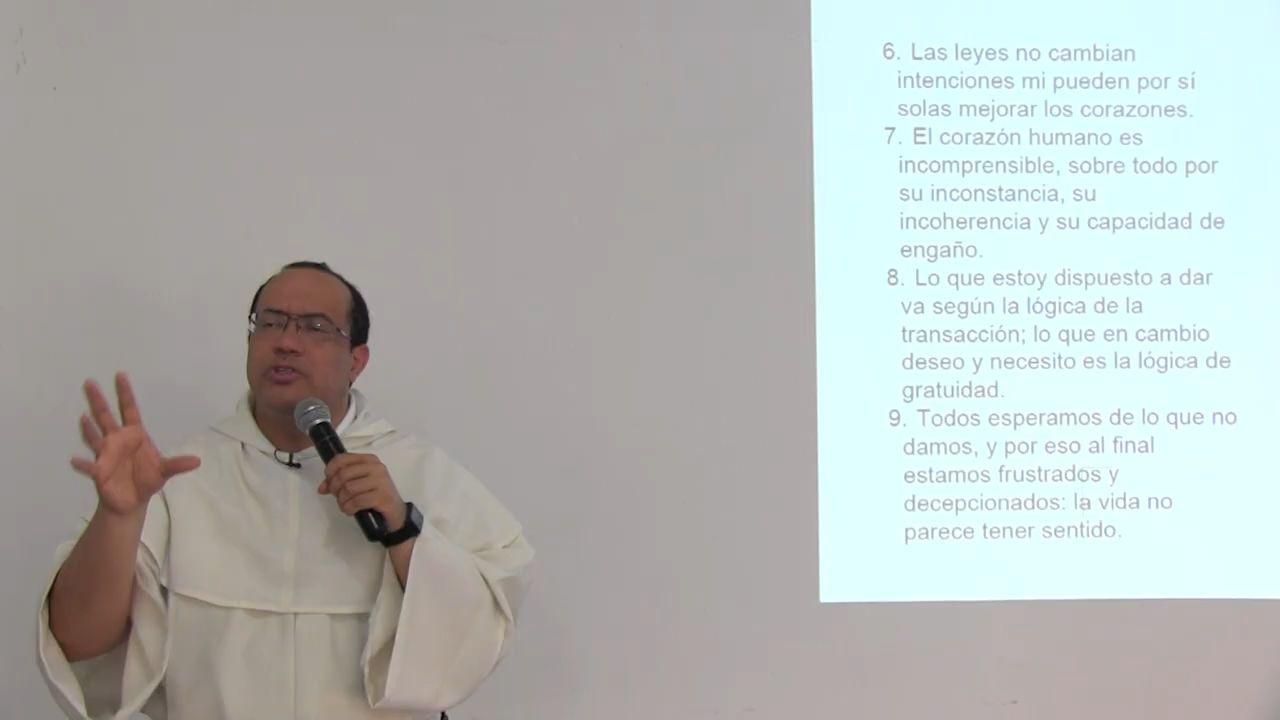 6. Las leyes no cambian
intenciones mi pueden por sí
solas mejorar los corazones.
7. El corazón humano es
incomprensible, sobre todo por
su inconstancia, su
incoherencia y su capacidad de
engaño.
8. Lo que estoy dispuesto a dar
va según la lógica de la
transacción; lo que en cambio
deseo y necesito es la lógica de
gratuidad.
9. Todos esperamos de lo que no
damos, y por eso al final
estamos frustrados y
decepcionados: la vida no
parece tener sentido.